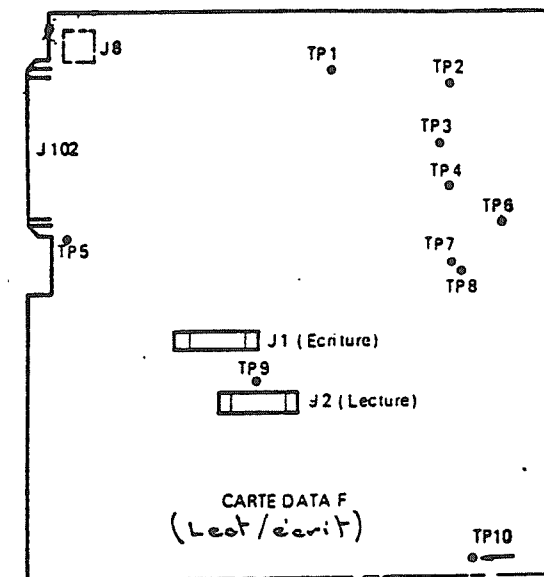 J8
TP1
TP2
TP3
J102
TP4
TP6
TP5
TP7
TP8
J1 (Ecriture)
TP9
J2 (Lecture)
CARTE DATA F
(Lect/écrit)
TP10